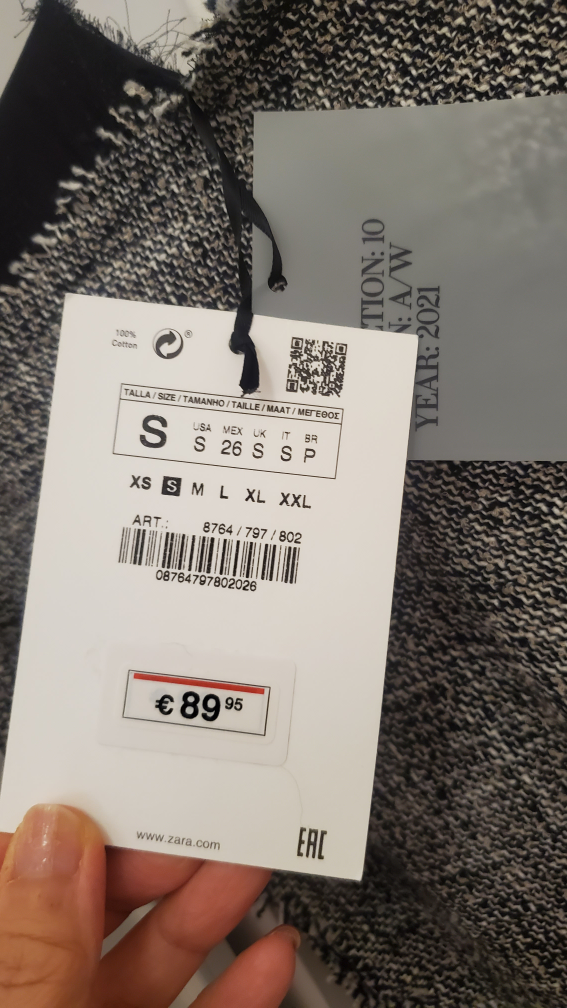 TION: 10
N: A/W
YEAR: 2021
100%
Cotton
®
TALLA / SIZE / TAMANHO / TAILLE / MAAT / ΜΕΓΕΘΟΣ
S
USA MEX UK IT BR
S 26 S S P
XS S M L XL XXL
ART.: 8764 / 797 / 802
08764797802026
€ 89 95
www.zara.com
EAC